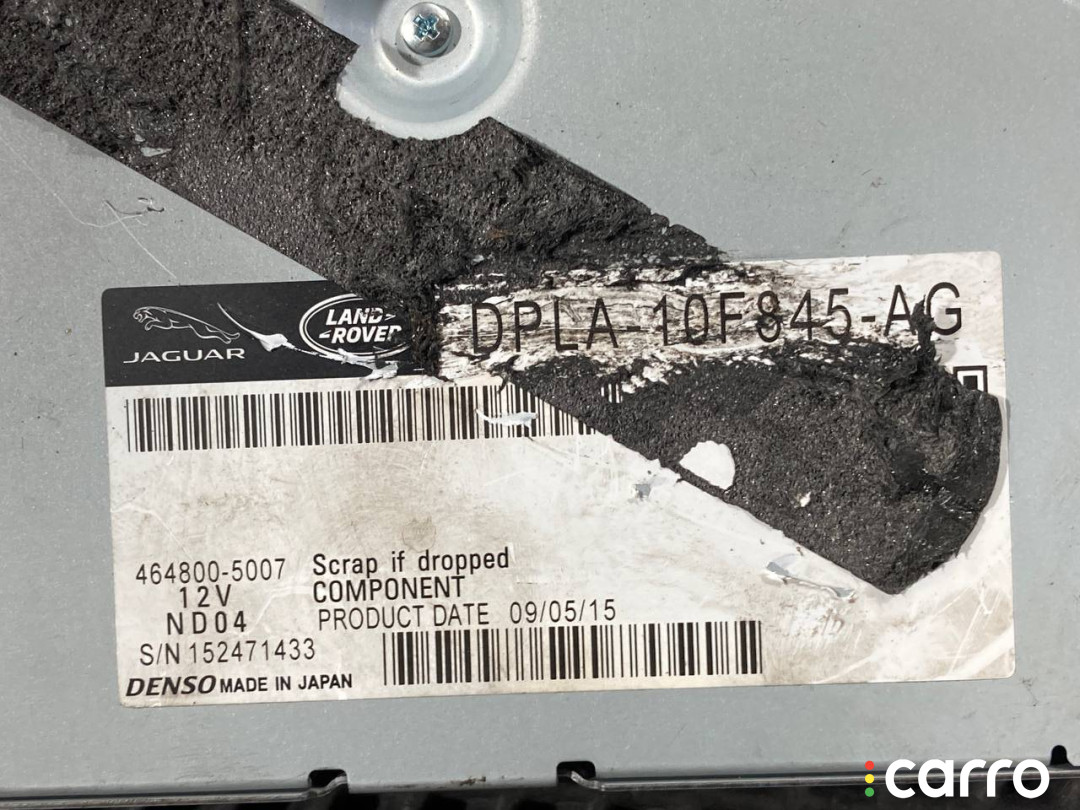 JAGUAR
LAND-
-ROVER
DPLA-10F845-AG
464800-5007 Scrap if dropped
12V COMPONENT
ND04 PRODUCT DATE 09/05/15
S/N 152471433
DENSO MADE IN JAPAN
carro